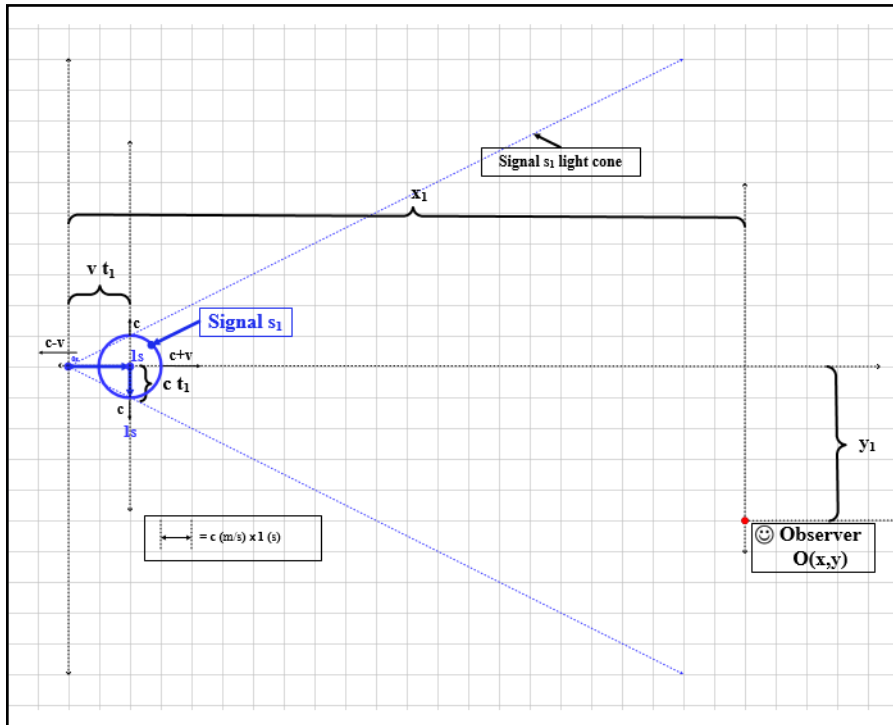 Signal s₁ light cone
x₁
v t₁
c
Signal s₁
c-v
1s
c+v
c t₁
c
1s
y₁
= c (m/s) x 1 (s)
☺ Observer
O(x,y)